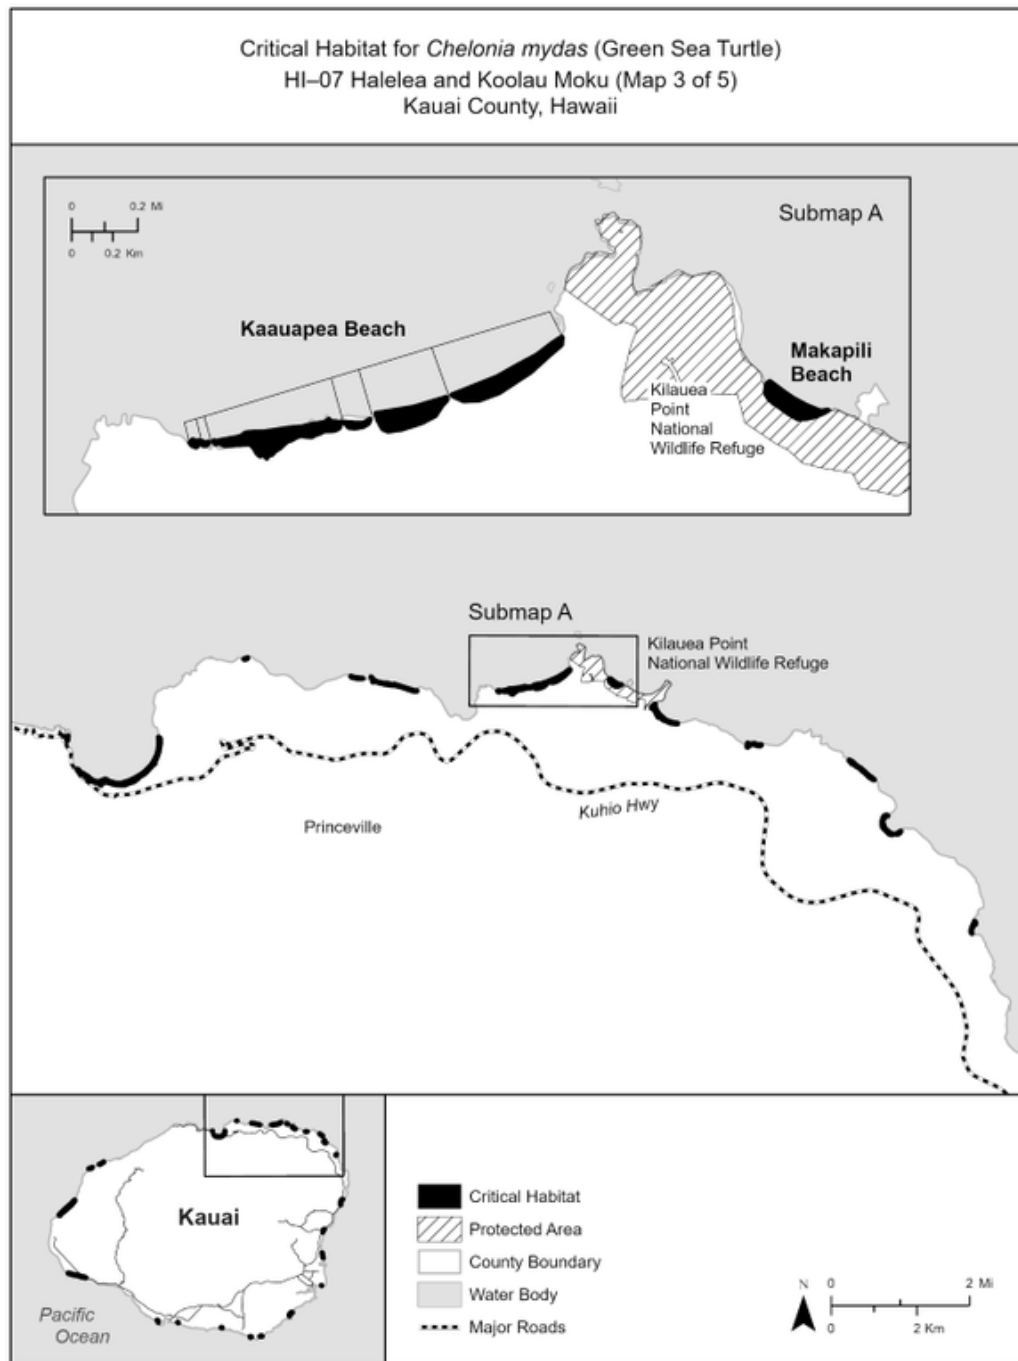 Critical Habitat for Chelonia mydas (Green Sea Turtle)
HI–07 Halelea and Koolau Moku (Map 3 of 5)
Kauai County, Hawaii
0 0.2 Mi
0 0.2 Km
Submap A
Kaauapea Beach
Makapili
Beach
Kilauea
Point
National
Wildlife Refuge
Submap A
Kilauea Point
National Wildlife Refuge
Kuhio Hwy
Princeville
Kauai
Pacific
Ocean
Critical Habitat
Protected Area
County Boundary
Water Body
Major Roads
N
0 2 Mi
0 2 Km